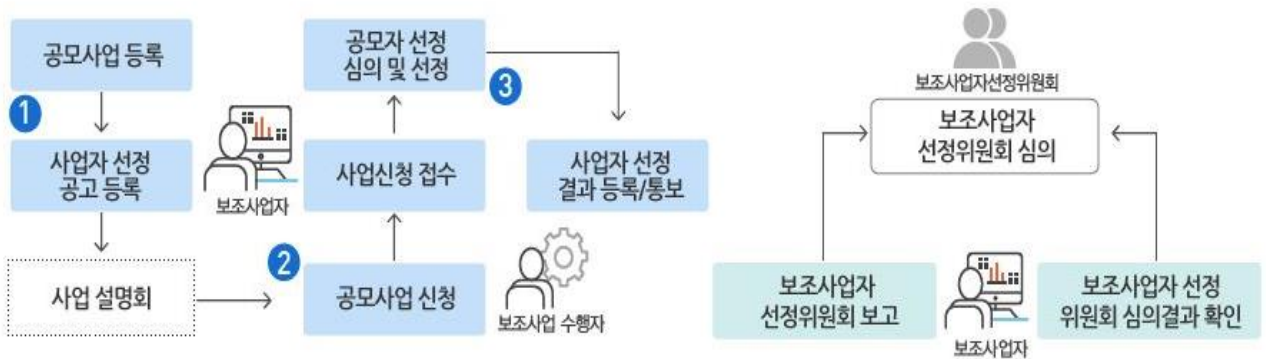 공모사업 등록
1
사업자 선정
공고 등록
사업 설명회
2
공모사업 신청
보조사업 수행자
사업신청 접수
보조사업자
공모자 선정
심의 및 선정
3
사업자 선정
결과 등록/통보
보조사업자선정위원회
보조사업자
선정위원회 심의
보조사업자
선정위원회 보고
보조사업자
보조사업자 선정
위원회 심의결과 확인